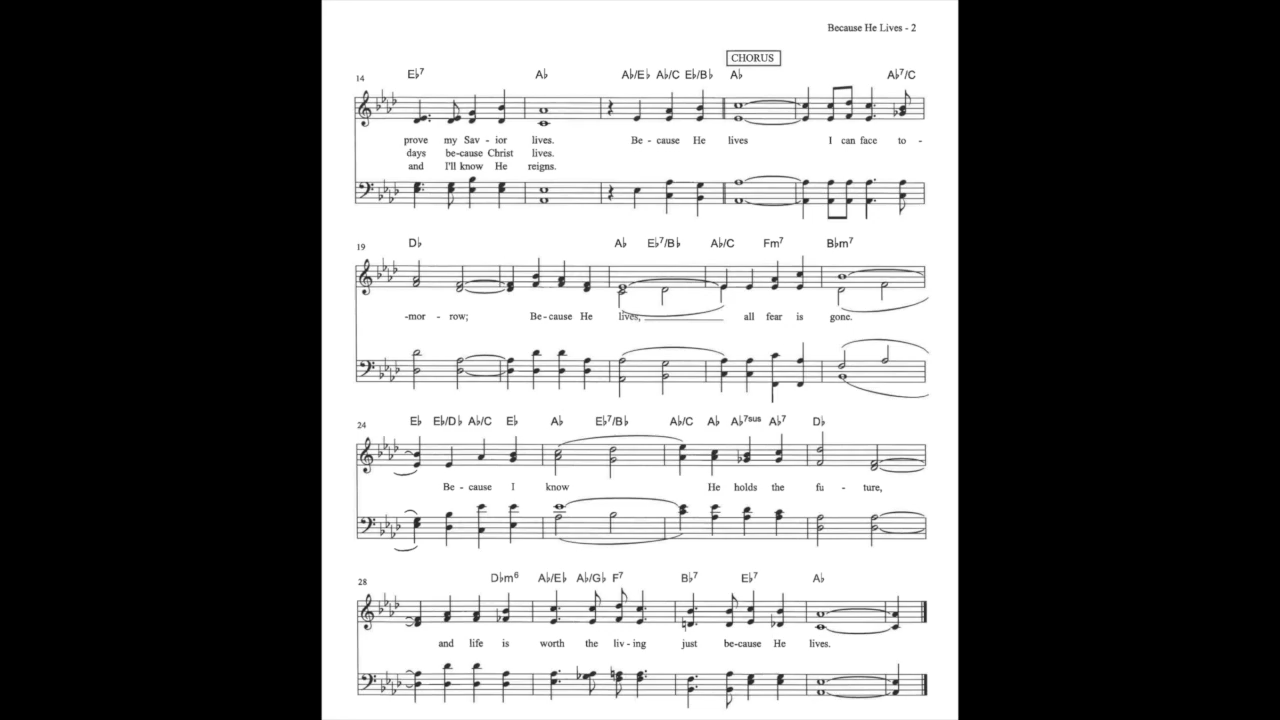 Because He Lives - 2
CHORUS
14 E♭7 A♭ A♭/E♭ A♭/C E♭/B♭ A♭ A♭7/C
prove my Sav - ior lives. Be - cause He lives I can face to -
days be-cause Christ lives.
and I'll know He reigns.
19 D♭ A♭ E♭7/B♭ A♭/C Fm7 B♭m7
-mor - row; Be - cause He lives, all fear is gone.
24 E♭ E♭/D♭ A♭/C E♭ A♭ E♭7/B♭ A♭/C A♭ A♭7sus A♭7 D♭
Be - cause I know He holds the fu - ture,
28 D♭m6 A♭/E♭ A♭/G♭ F7 B♭7 E♭7 A♭
and life is worth the liv - ing just be-cause He lives.